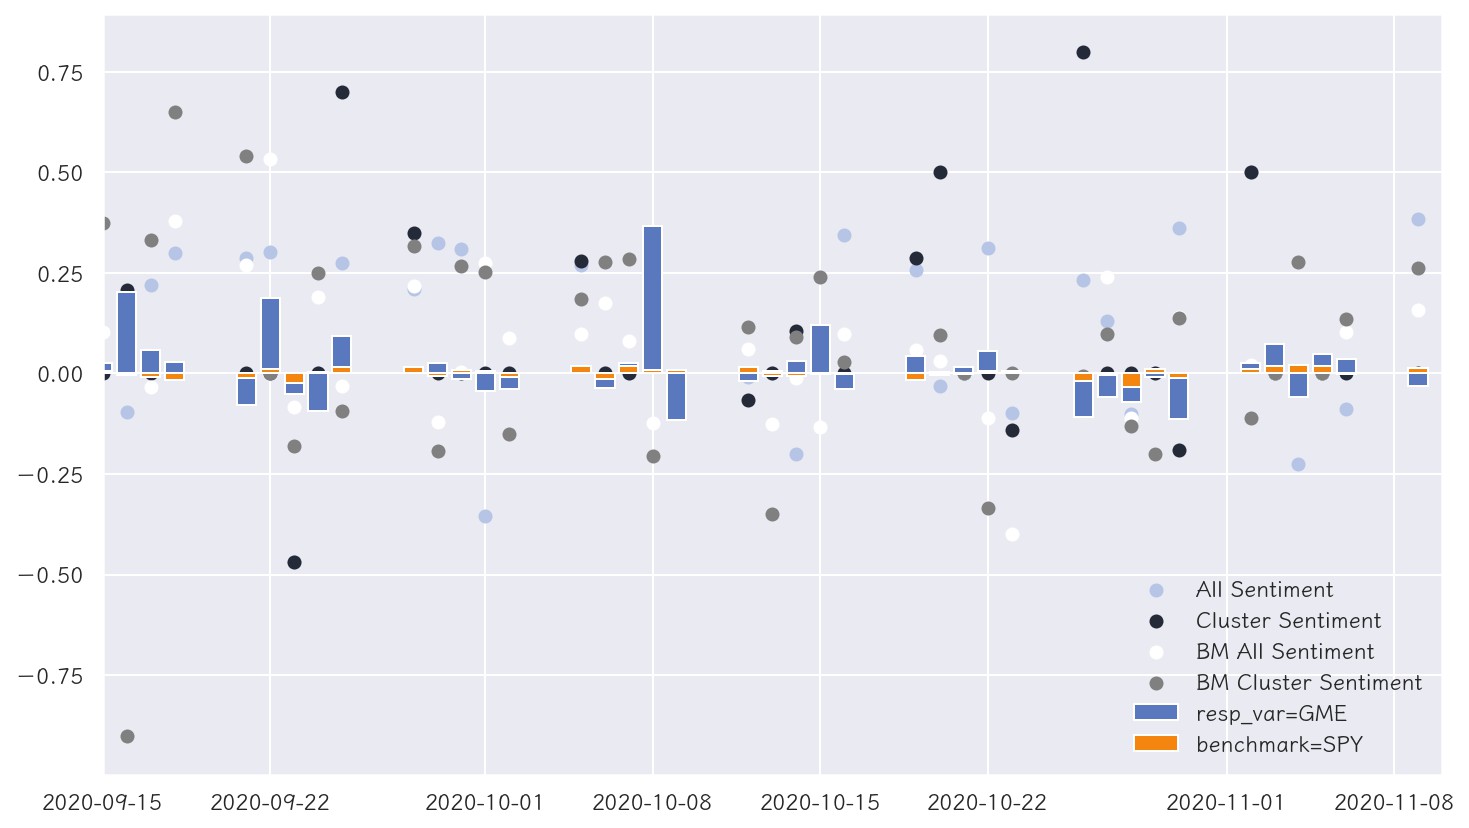 0.75
0.50
0.25
0.00
−0.25
−0.50
−0.75
All Sentiment
Cluster Sentiment
BM All Sentiment
BM Cluster Sentiment
resp_var=GME
benchmark=SPY
2020-09-15 2020-09-22 2020-10-01 2020-10-08 2020-10-15 2020-10-22 2020-11-01 2020-11-08